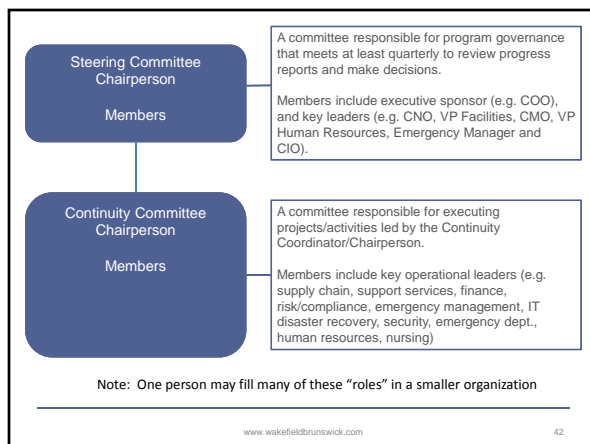 Steering Committee
Chairperson
Members
A committee responsible for program governance
that meets at least quarterly to review progress
reports and make decisions.
Members include executive sponsor (e.g. COO),
and key leaders (e.g. CNO, VP Facilities, CMO, VP
Human Resources, Emergency Manager and
CIO).
Continuity Committee
Chairperson
Members
A committee responsible for executing
projects/activities led by the Continuity
Coordinator/Chairperson.
Members include key operational leaders (e.g.
supply chain, support services, finance,
risk/compliance, emergency management, IT
disaster recovery, security, emergency dept.,
human resources, nursing)
Note: One person may fill many of these “roles” in a smaller organization
www.wakefieldbrunswick.com 42